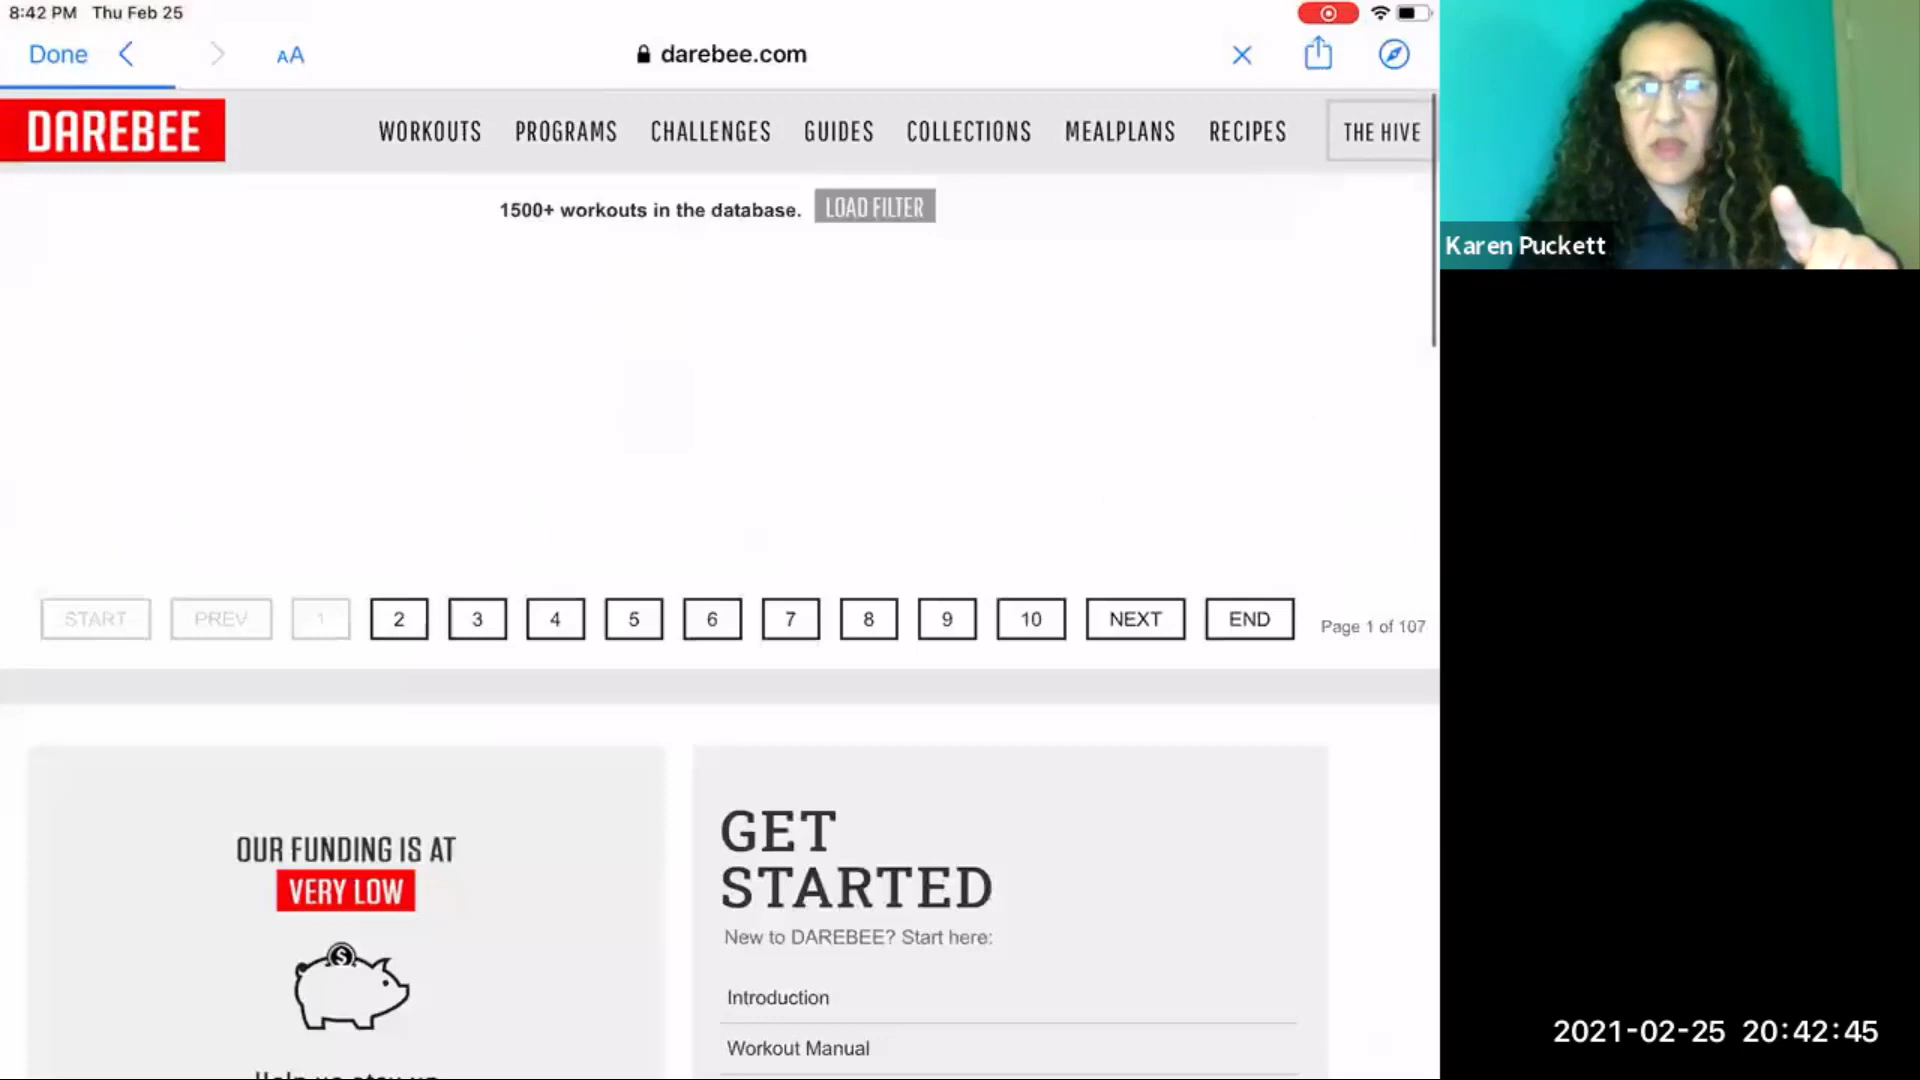 8:42 PM Thu Feb 25
Done
AA
darebee.com
DAREBEE
WORKOUTS PROGRAMS CHALLENGES GUIDES COLLECTIONS MEALPLANS RECIPES THE HIVE
1500+ workouts in the database. LOAD FILTER
START PREV 1 2 3 4 5 6 7 8 9 10 NEXT END Page 1 of 107
OUR FUNDING IS AT
VERY LOW
$
GET
STARTED
New to DAREBEE? Start here:
Introduction
Workout Manual
Karen Puckett
2021-02-25 20:42:45